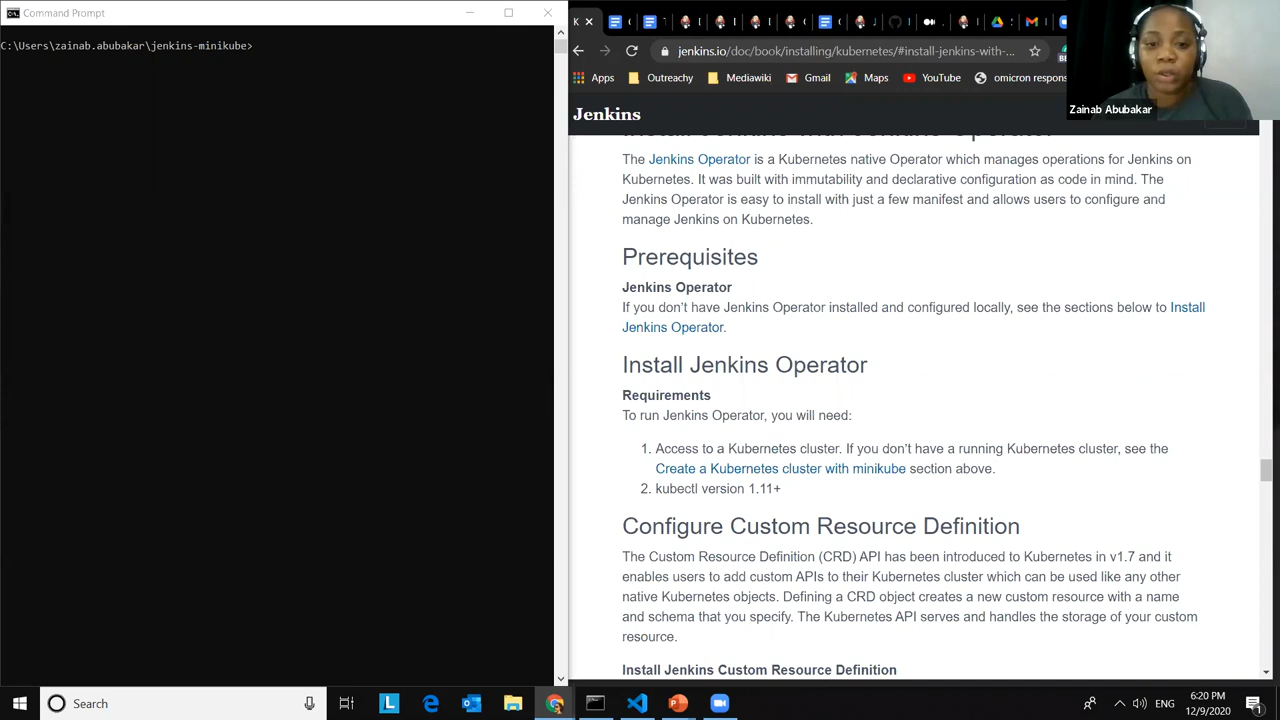 Command Prompt
C:\Users\zainab.abubakar\jenkins-minikube>
jenkins.io/doc/book/installing/kubernetes/#install-jenkins-with-...
Apps
Outreachy
Mediawiki
Gmail
Maps
YouTube
omicron respons
Zainab Abubakar
Jenkins
Install Jenkins with Jenkins Operator
The Jenkins Operator is a Kubernetes native Operator which manages operations for Jenkins on
Kubernetes. It was built with immutability and declarative configuration as code in mind. The
Jenkins Operator is easy to install with just a few manifest and allows users to configure and
manage Jenkins on Kubernetes.
Prerequisites
Jenkins Operator
If you don't have Jenkins Operator installed and configured locally, see the sections below to Install
Jenkins Operator.
Install Jenkins Operator
Requirements
To run Jenkins Operator, you will need:
1. Access to a Kubernetes cluster. If you don't have a running Kubernetes cluster, see the
Create a Kubernetes cluster with minikube section above.
2. kubectl version 1.11+
Configure Custom Resource Definition
The Custom Resource Definition (CRD) API has been introduced to Kubernetes in v1.7 and it
enables users to add custom APIs to their Kubernetes cluster which can be used like any other
native Kubernetes objects. Defining a CRD object creates a new custom resource with a name
and schema that you specify. The Kubernetes API serves and handles the storage of your custom
resource.
Install Jenkins Custom Resource Definition
Search
L
ENG
6:20 PM
12/9/2020
1